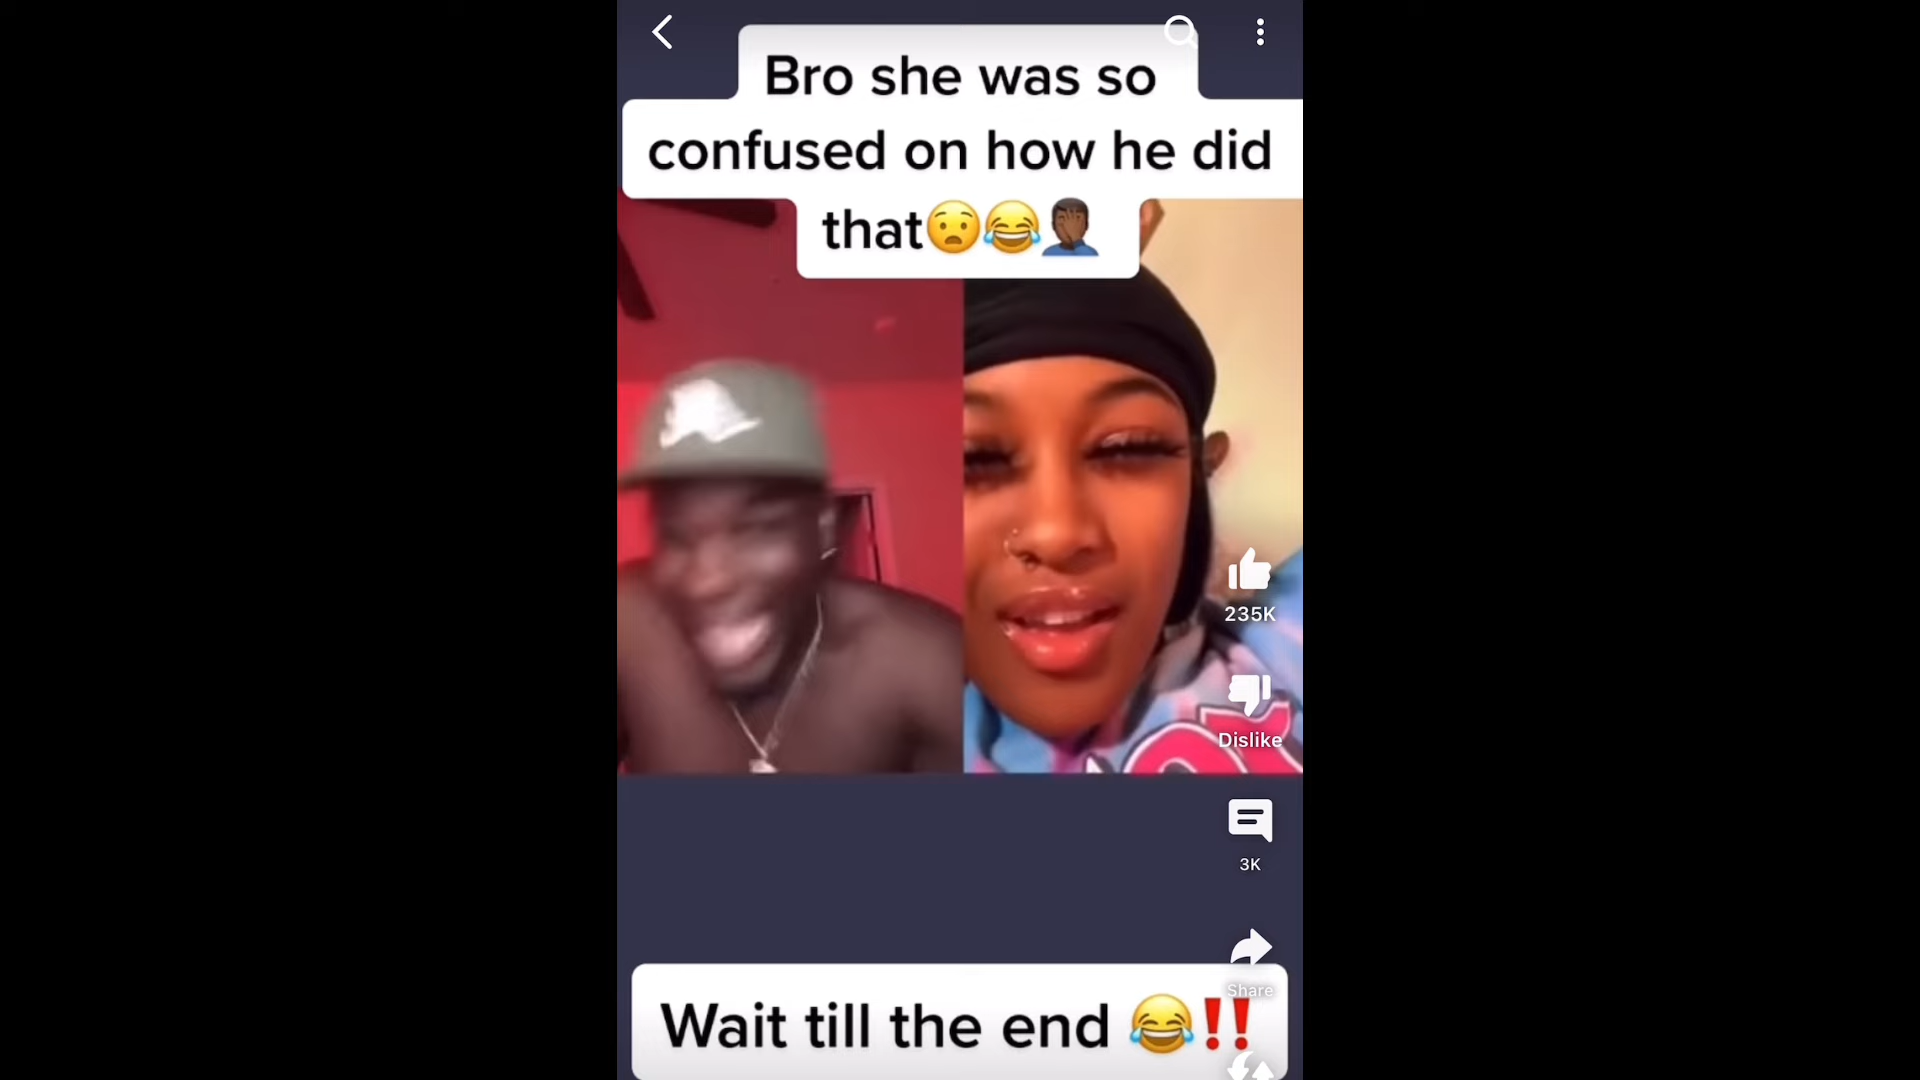 Bro she was so
confused on how he did
that😧😂🤦🏿‍♂️
235K
Dislike
3K
Share
Wait till the end 😂‼️